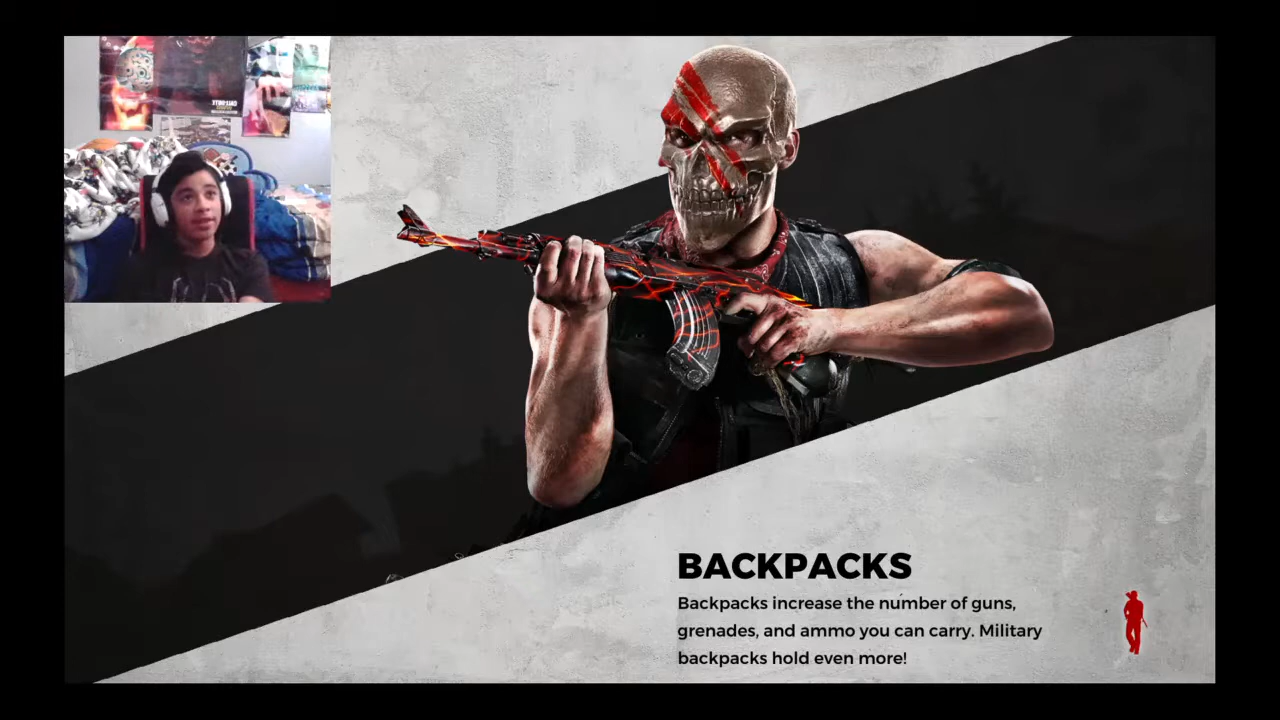 BACKPACKS
Backpacks increase the number of guns,
grenades, and ammo you can carry. Military
backpacks hold even more!